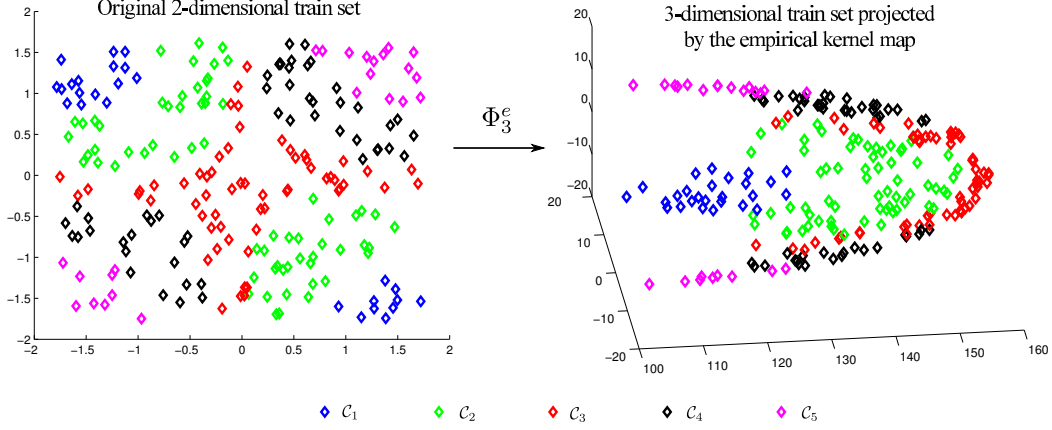 Original 2-dimensional train set
3-dimensional train set projected
by the empirical kernel map
2
1.5
1
0.5
0
−0.5
−1
−1.5
−2
−2 −1.5 −1 −0.5 0 0.5 1 1.5 2
Φ₃ᵉ
20
10
0
−10
−20
20
10
0
−10
−20
100 110 120 130 140 150 160
C₁ C₂ C₃ C₄ C₅